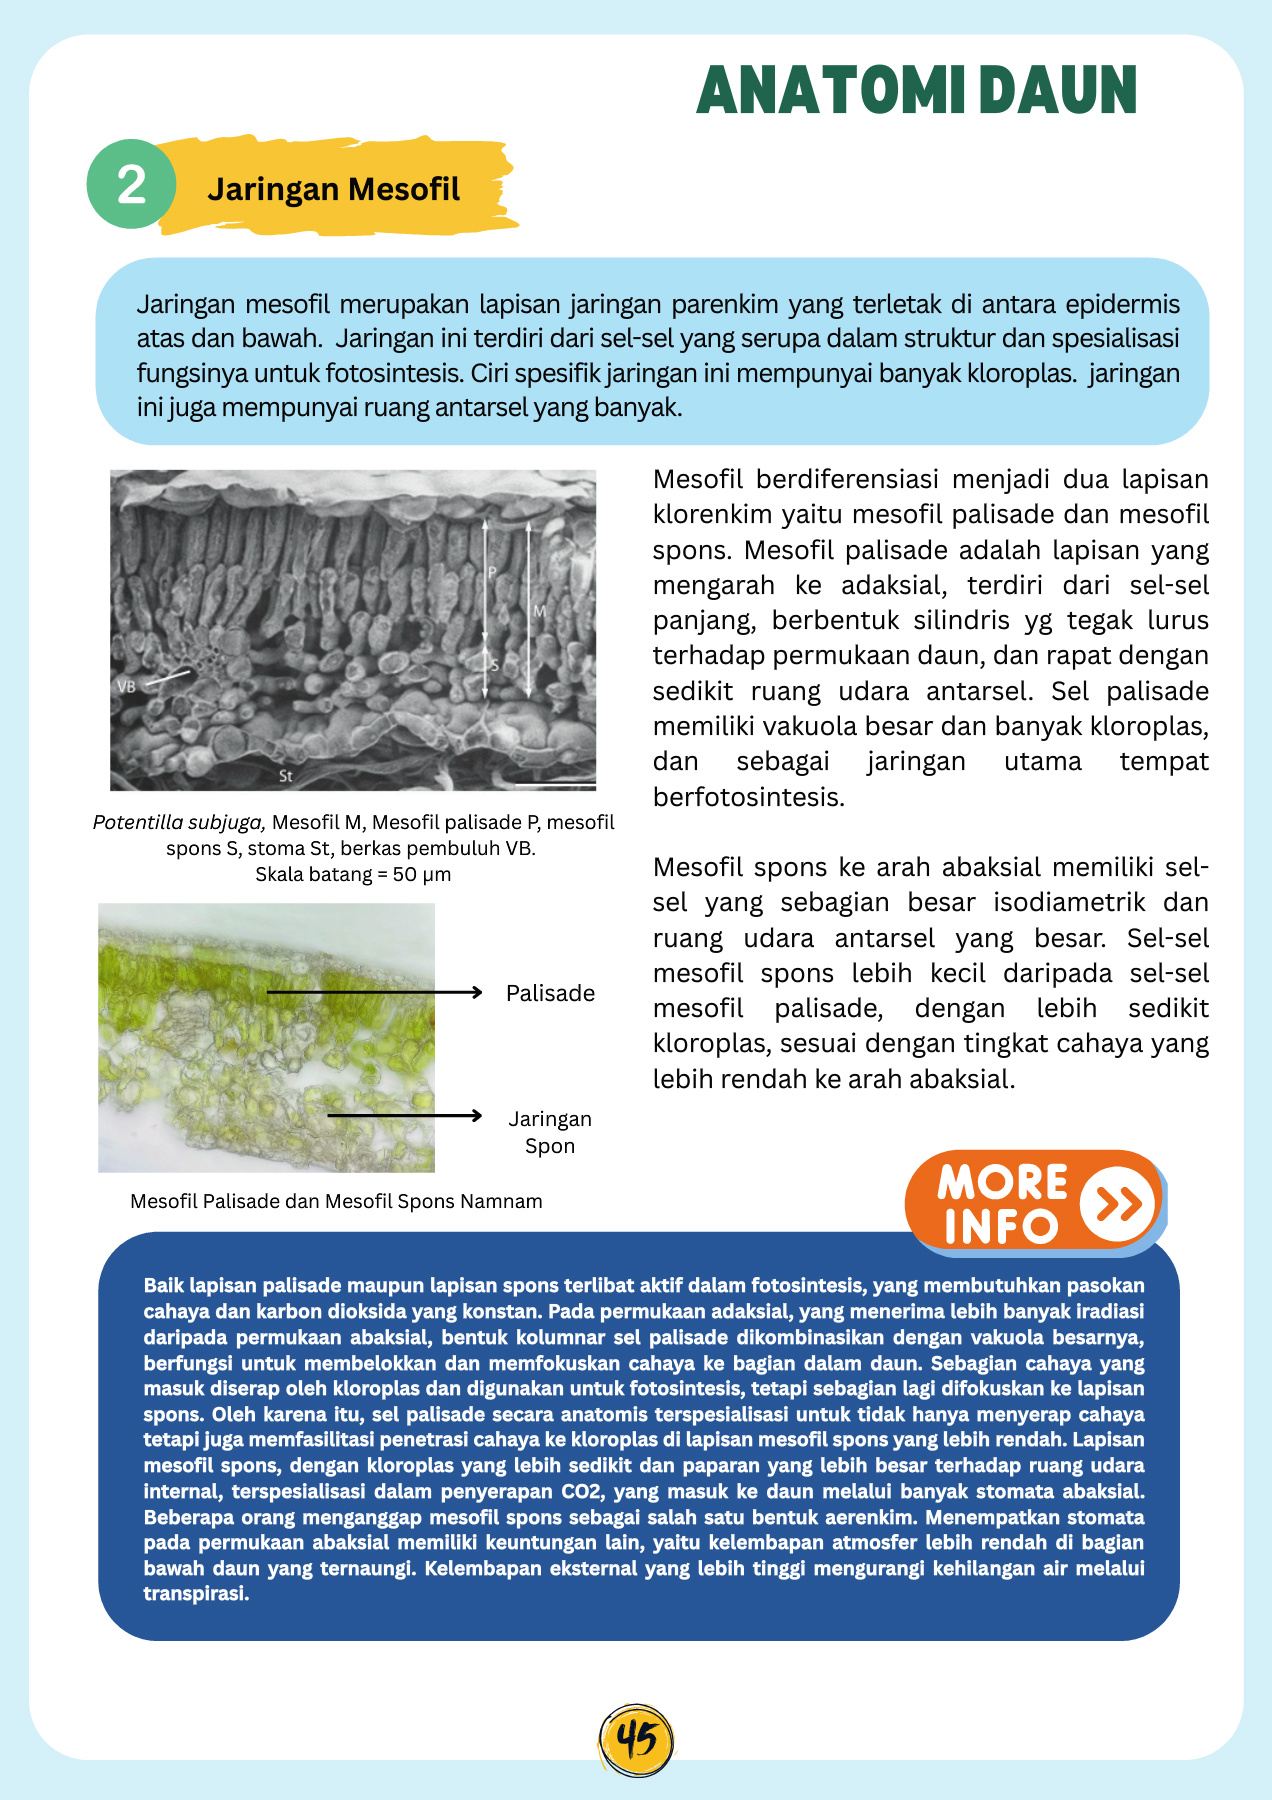 ANATOMI DAUN
2
Jaringan Mesofil
Jaringan mesofil merupakan lapisan jaringan parenkim yang terletak di antara epidermis
atas dan bawah. Jaringan ini terdiri dari sel-sel yang serupa dalam struktur dan spesialisasi
fungsinya untuk fotosintesis. Ciri spesifik jaringan ini mempunyai banyak kloroplas. jaringan
ini juga mempunyai ruang antarsel yang banyak.
P
M
S
VB
St
Potentilla subjuga, Mesofil M, Mesofil palisade P, mesofil
spons S, stoma St, berkas pembuluh VB.
Skala batang = 50 µm
Palisade
Jaringan
Spon
Mesofil Palisade dan Mesofil Spons Namnam
Mesofil berdiferensiasi menjadi dua lapisan
klorenkim yaitu mesofil palisade dan mesofil
spons. Mesofil palisade adalah lapisan yang
mengarah ke adaksial, terdiri dari sel-sel
panjang, berbentuk silindris yg tegak lurus
terhadap permukaan daun, dan rapat dengan
sedikit ruang udara antarsel. Sel palisade
memiliki vakuola besar dan banyak kloroplas,
dan sebagai jaringan utama tempat
berfotosintesis.
Mesofil spons ke arah abaksial memiliki sel-
sel yang sebagian besar isodiametrik dan
ruang udara antarsel yang besar. Sel-sel
mesofil spons lebih kecil daripada sel-sel
mesofil palisade, dengan lebih sedikit
kloroplas, sesuai dengan tingkat cahaya yang
lebih rendah ke arah abaksial.
MORE
INFO
Baik lapisan palisade maupun lapisan spons terlibat aktif dalam fotosintesis, yang membutuhkan pasokan
cahaya dan karbon dioksida yang konstan. Pada permukaan adaksial, yang menerima lebih banyak iradiasi
daripada permukaan abaksial, bentuk kolumnar sel palisade dikombinasikan dengan vakuola besarnya,
berfungsi untuk membelokkan dan memfokuskan cahaya ke bagian dalam daun. Sebagian cahaya yang
masuk diserap oleh kloroplas dan digunakan untuk fotosintesis, tetapi sebagian lagi difokuskan ke lapisan
spons. Oleh karena itu, sel palisade secara anatomis terspesialisasi untuk tidak hanya menyerap cahaya
tetapi juga memfasilitasi penetrasi cahaya ke kloroplas di lapisan mesofil spons yang lebih rendah. Lapisan
mesofil spons, dengan kloroplas yang lebih sedikit dan paparan yang lebih besar terhadap ruang udara
internal, terspesialisasi dalam penyerapan CO2, yang masuk ke daun melalui banyak stomata abaksial.
Beberapa orang menganggap mesofil spons sebagai salah satu bentuk aerenkim. Menempatkan stomata
pada permukaan abaksial memiliki keuntungan lain, yaitu kelembapan atmosfer lebih rendah di bagian
bawah daun yang ternaungi. Kelembapan eksternal yang lebih tinggi mengurangi kehilangan air melalui
transpirasi.
45